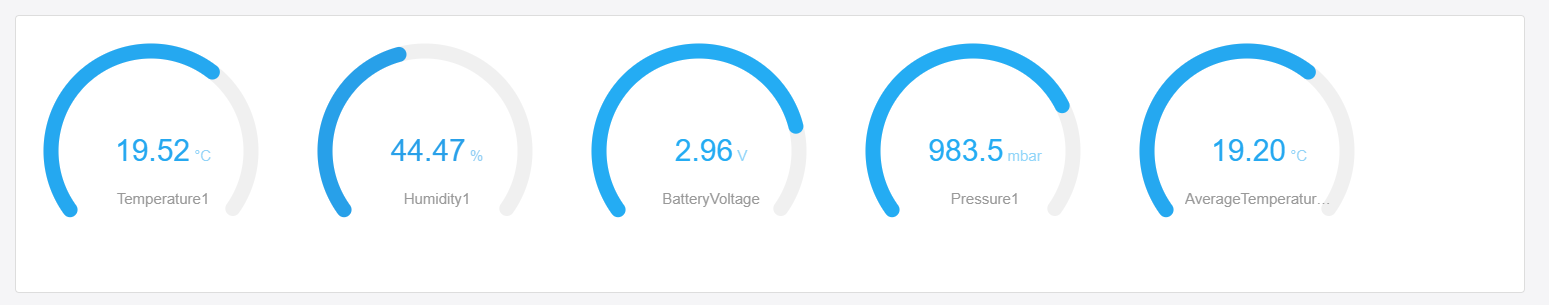 19.52 °C
Temperature1
44.47 %
Humidity1
2.96 V
BatteryVoltage
983.5 mbar
Pressure1
19.20 °C
AverageTemperatur...